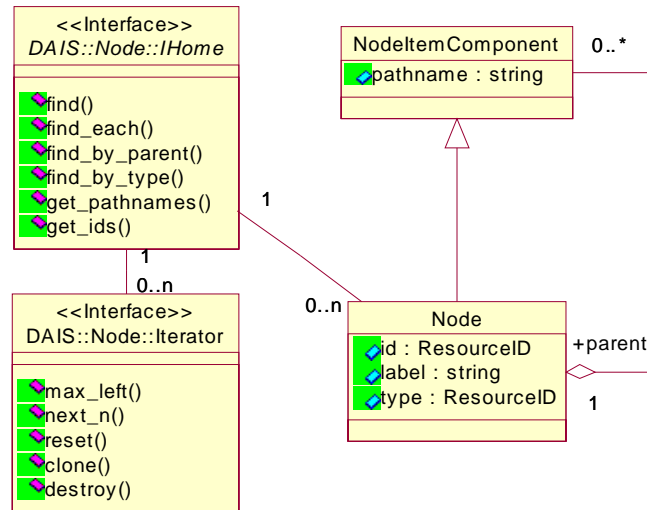 <<Interface>>
DAIS::Node::IHome
find()
find_each()
find_by_parent()
find_by_type()
get_pathnames()
get_ids()
NodeItemComponent
pathname : string
0..*
1
1
0..n
0..n
<<Interface>>
DAIS::Node::Iterator
max_left()
next_n()
reset()
clone()
destroy()
Node
id : ResourceID
label : string
type : ResourceID
+parent
1